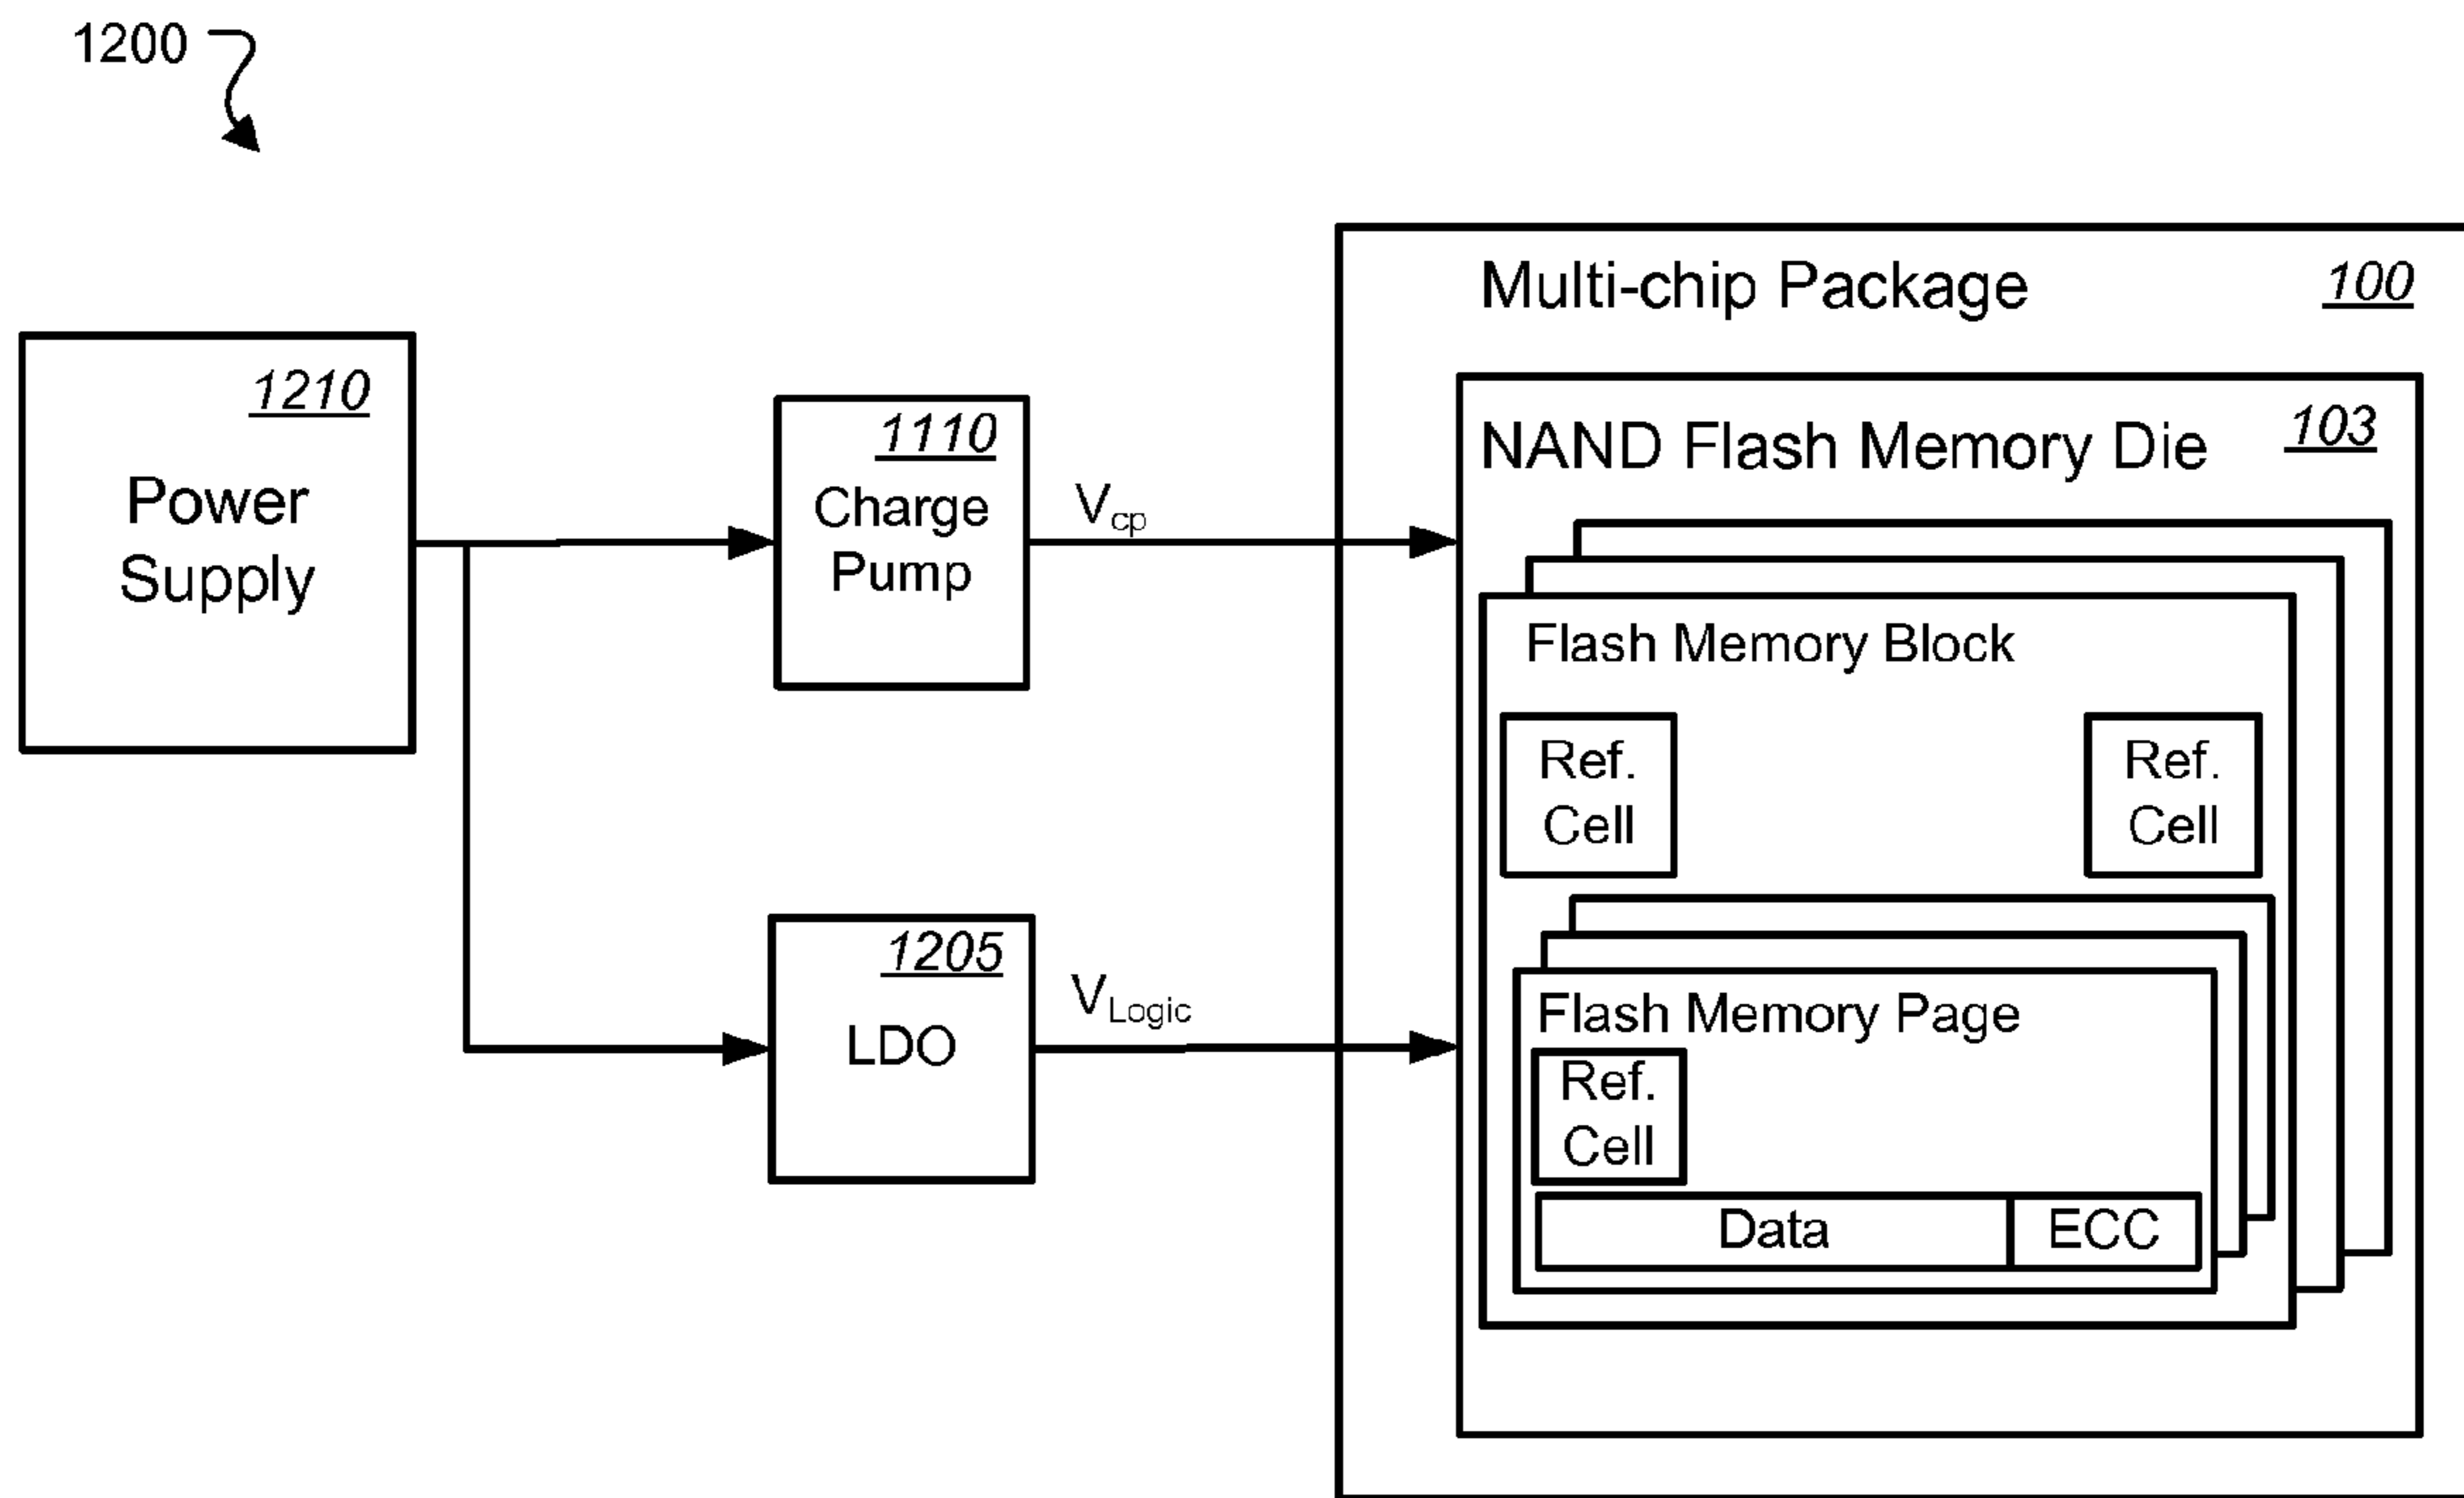 1200
Multi-chip Package
100
1210
Power
Supply
1110
Charge
Pump
Vcp
NAND Flash Memory Die
103
Flash Memory Block
Ref.
Cell
Ref.
Cell
1205
LDO
VLogic
Flash Memory Page
Ref.
Cell
Data
ECC